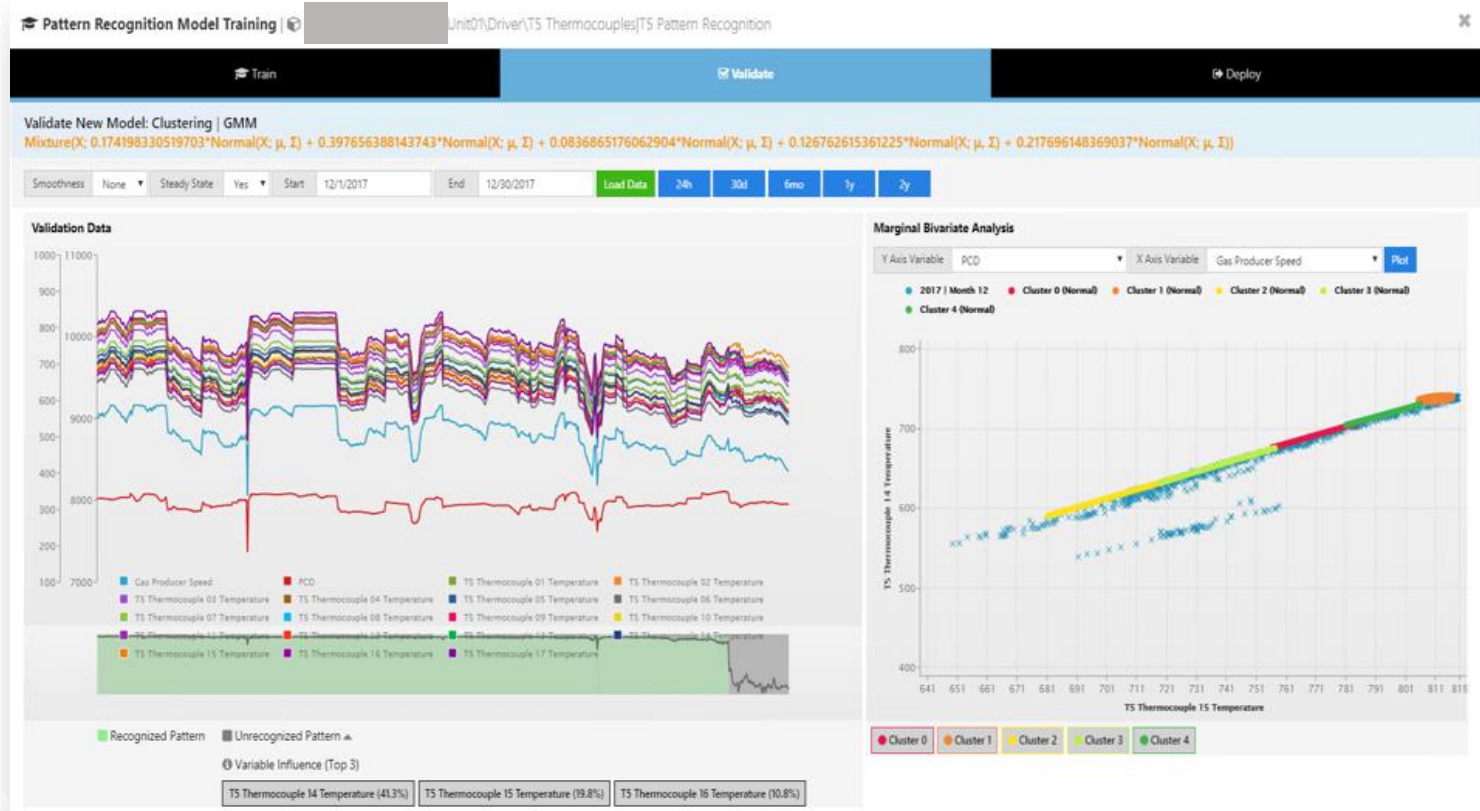 Pattern Recognition Model Training | Unit01\Driver\T5 Thermocouples|T5 Pattern Recognition
Train
Validate
Deploy
Validate New Model: Clustering | GMM
Mixture(X; 0.174198330519703*Normal(X; μ, Σ) + 0.397656388143743*Normal(X; μ, Σ) + 0.0836865176062904*Normal(X; μ, Σ) + 0.126762615361225*Normal(X; μ, Σ) + 0.217696148369037*Normal(X; μ, Σ))
Smoothness None Steady State Yes Start 12/1/2017 End 12/30/2017 Load Data 24h 30d 6mo 1y 2y
Validation Data
1000 11000
900
800 10000
700
600 9000
500
400
300 8000
200
100 7000
Gas Producer Speed PCD T5 Thermocouple 01 Temperature T5 Thermocouple 02 Temperature
T5 Thermocouple 03 Temperature T5 Thermocouple 04 Temperature T5 Thermocouple 05 Temperature T5 Thermocouple 06 Temperature
T5 Thermocouple 07 Temperature T5 Thermocouple 08 Temperature T5 Thermocouple 09 Temperature T5 Thermocouple 10 Temperature
T5 Thermocouple 15 Temperature T5 Thermocouple 16 Temperature T5 Thermocouple 17 Temperature
Recognized Pattern Unrecognized Pattern
Variable Influence (Top 3)
T5 Thermocouple 14 Temperature (41.3%) T5 Thermocouple 15 Temperature (19.8%) T5 Thermocouple 16 Temperature (10.8%)
Marginal Bivariate Analysis
Y Axis Variable PCD X Axis Variable Gas Producer Speed Plot
2017 | Month 12 Cluster 0 (Normal) Cluster 1 (Normal) Cluster 2 (Normal) Cluster 3 (Normal)
Cluster 4 (Normal)
800
700
600
500
400
T5 Thermocouple 14 Temperature
641 651 661 671 681 691 701 711 721 731 741 751 761 771 781 791 801 811 819
T5 Thermocouple 15 Temperature
Cluster 0 Cluster 1 Cluster 2 Cluster 3 Cluster 4